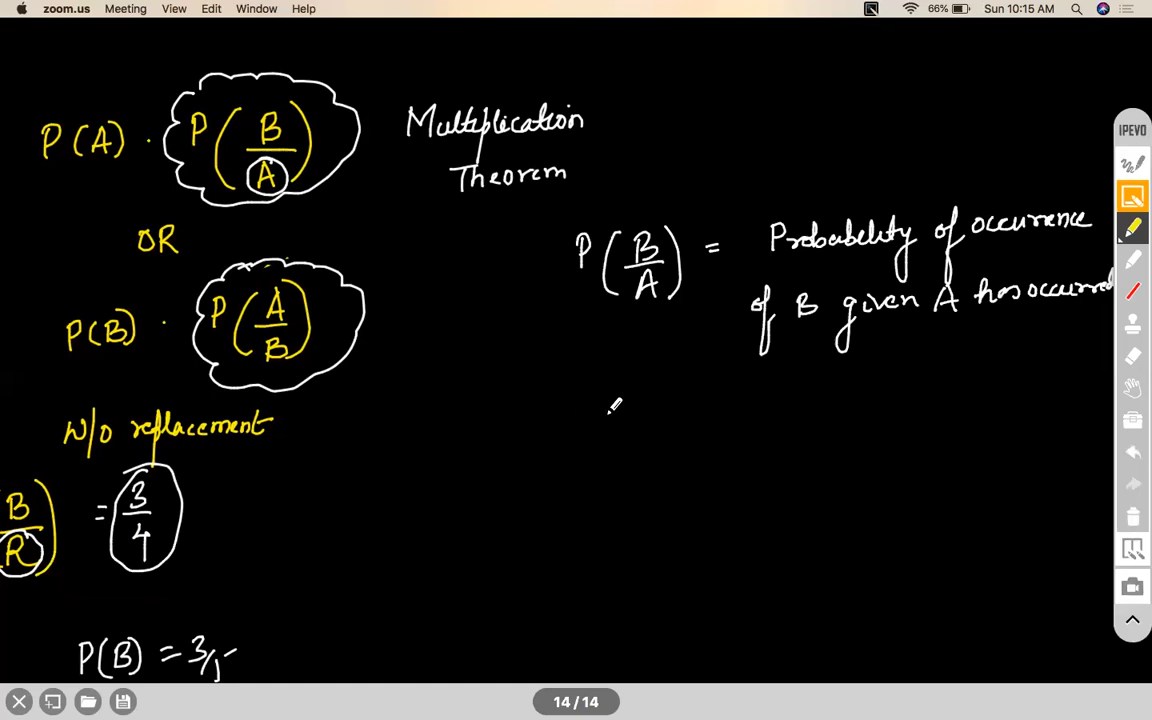 zoom.us Meeting View Edit Window Help 66% Sun 10:15 AM
P(A) · P(B/A) Multiplication
Theorem
OR
P(B/A) = Probability of occurrence
of B given A has occurred
P(B) · P(A/B)
W/o replacement
B/R) = 3/4
P(B) = 3/
IPEVO
14 / 14